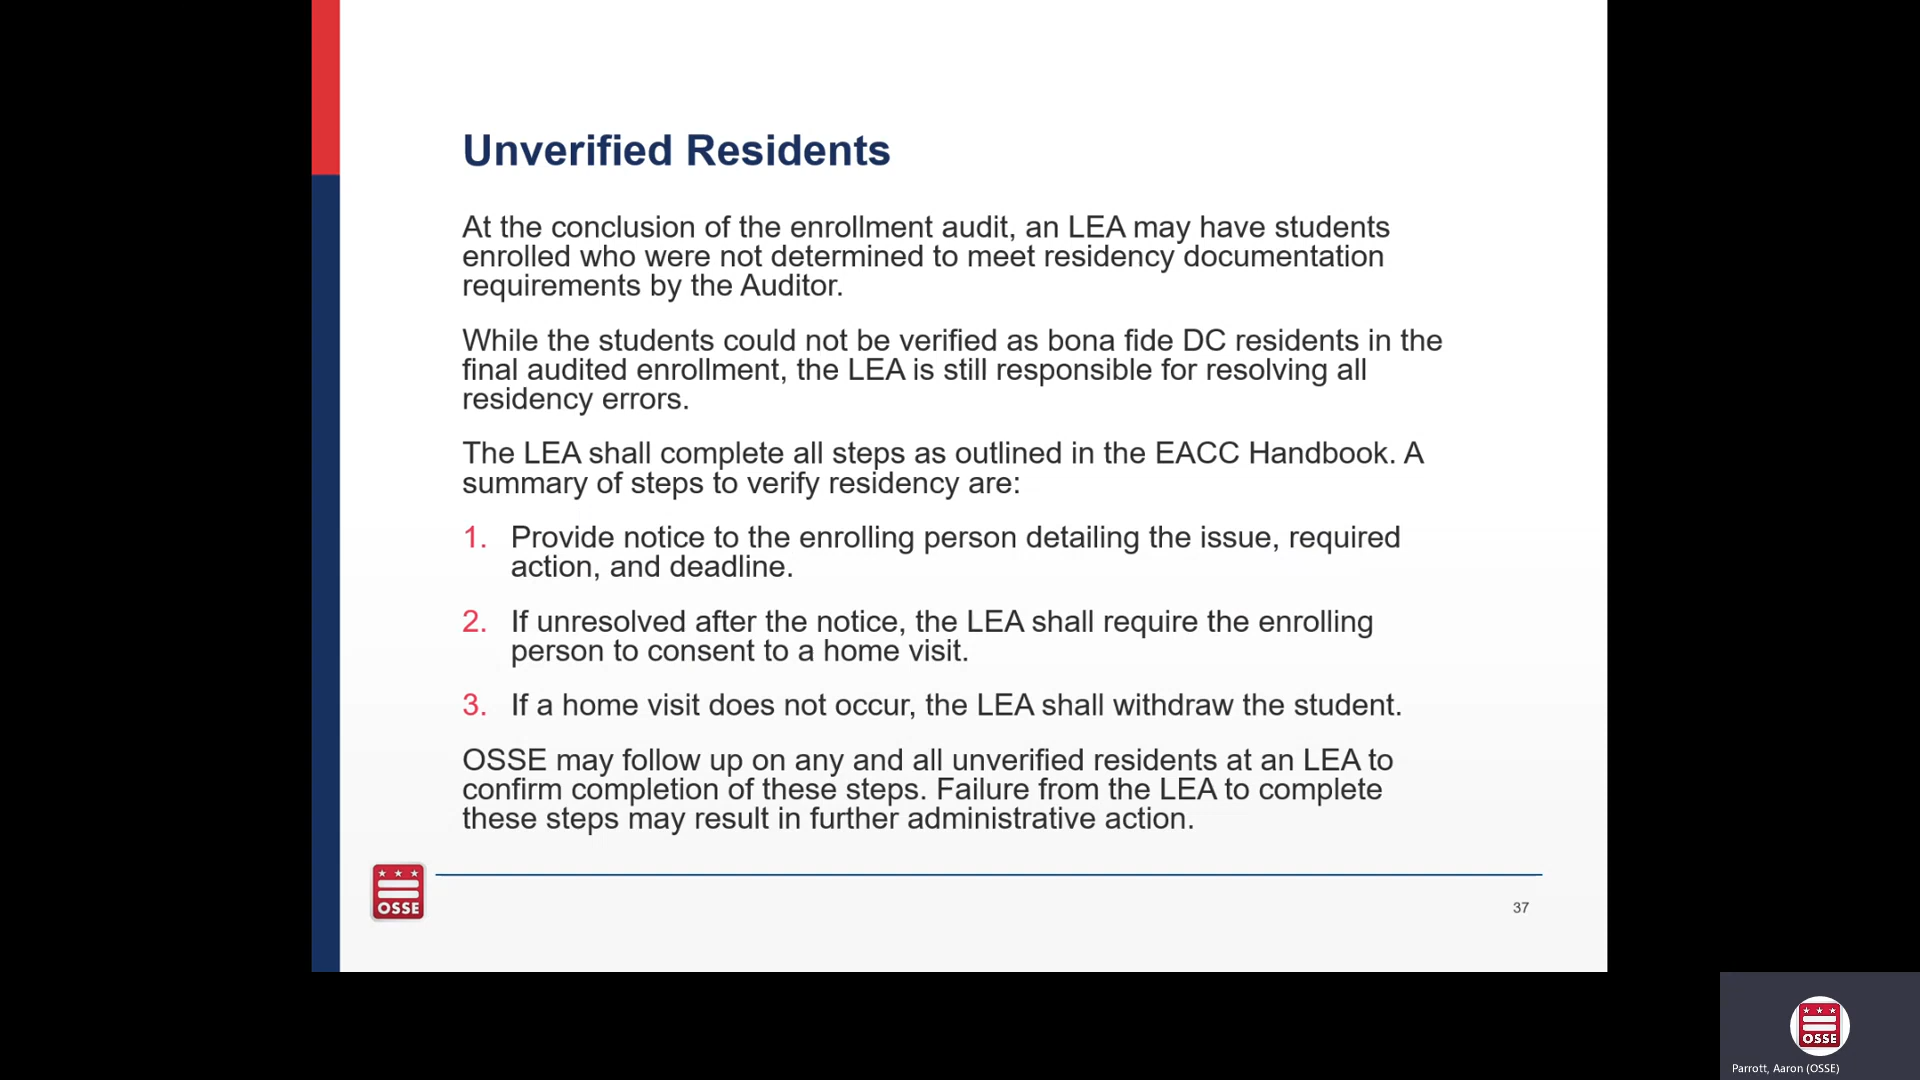 Unverified Residents
At the conclusion of the enrollment audit, an LEA may have students
enrolled who were not determined to meet residency documentation
requirements by the Auditor.
While the students could not be verified as bona fide DC residents in the
final audited enrollment, the LEA is still responsible for resolving all
residency errors.
The LEA shall complete all steps as outlined in the EACC Handbook. A
summary of steps to verify residency are:
1. Provide notice to the enrolling person detailing the issue, required
action, and deadline.
2. If unresolved after the notice, the LEA shall require the enrolling
person to consent to a home visit.
3. If a home visit does not occur, the LEA shall withdraw the student.
OSSE may follow up on any and all unverified residents at an LEA to
confirm completion of these steps. Failure from the LEA to complete
these steps may result in further administrative action.
OSSE
37
OSSE
Parrott, Aaron (OSSE)